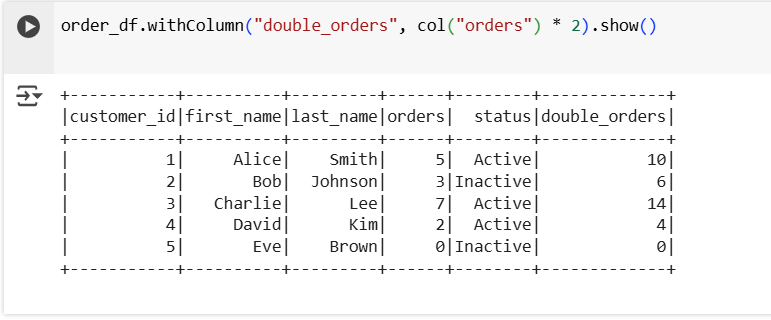 order_df.withColumn("double_orders", col("orders") * 2).show()
+-----------+----------+---------+------+--------+-------------+
|customer_id|first_name|last_name|orders|  status|double_orders|
+-----------+----------+---------+------+--------+-------------+
|          1|     Alice|    Smith|     5|  Active|           10|
|          2|       Bob|  Johnson|     3|Inactive|            6|
|          3|   Charlie|      Lee|     7|  Active|           14|
|          4|     David|      Kim|     2|  Active|            4|
|          5|       Eve|    Brown|     0|Inactive|            0|
+-----------+----------+---------+------+--------+-------------+